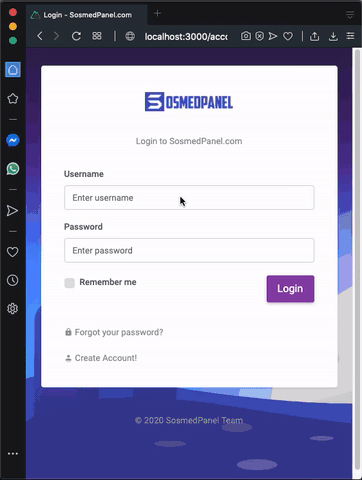 Login - SosmedPanel.com
localhost:3000/acco
SOSMEDPANEL
Login to SosmedPanel.com
Username
Enter username
Password
Enter password
Remember me
Login
Forgot your password?
Create Account!
© 2020 SosmedPanel Team